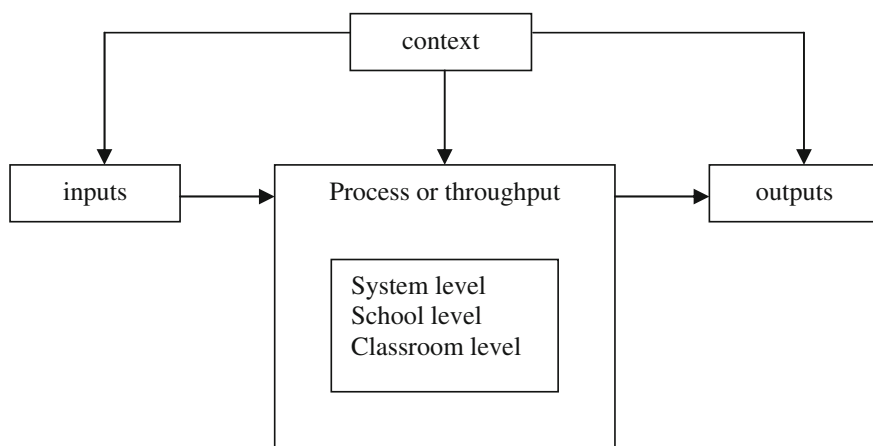 context
inputs
Process or throughput
outputs
System level
School level
Classroom level